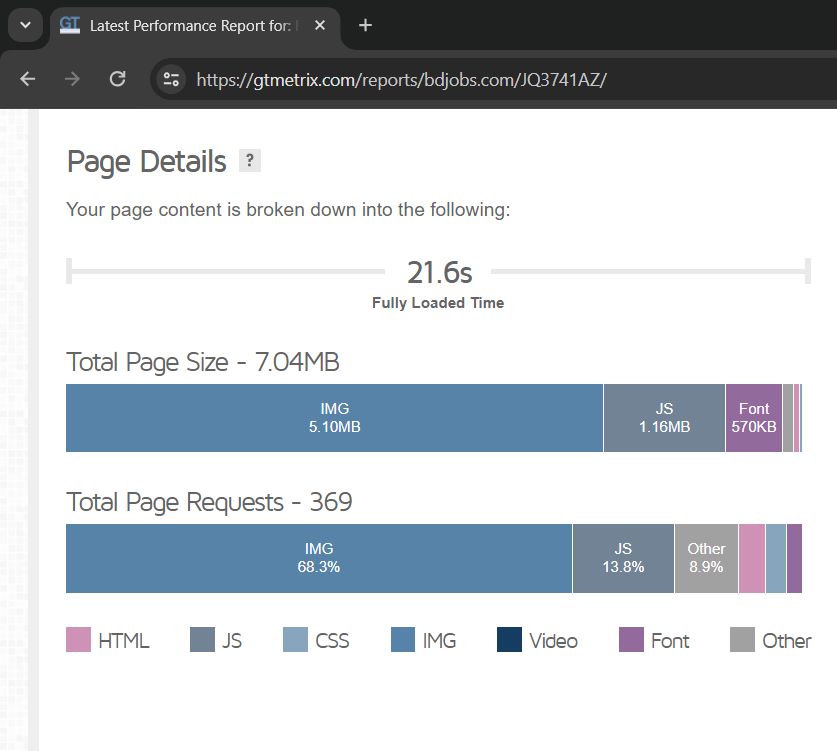 Latest Performance Report for:
https://gtmetrix.com/reports/bdjobs.com/JQ3741AZ/
Page Details ?
Your page content is broken down into the following:
21.6s
Fully Loaded Time
Total Page Size - 7.04MB
IMG JS Font
5.10MB 1.16MB 570KB
Total Page Requests - 369
IMG JS Other
68.3% 13.8% 8.9%
HTML JS CSS IMG Video Font Other